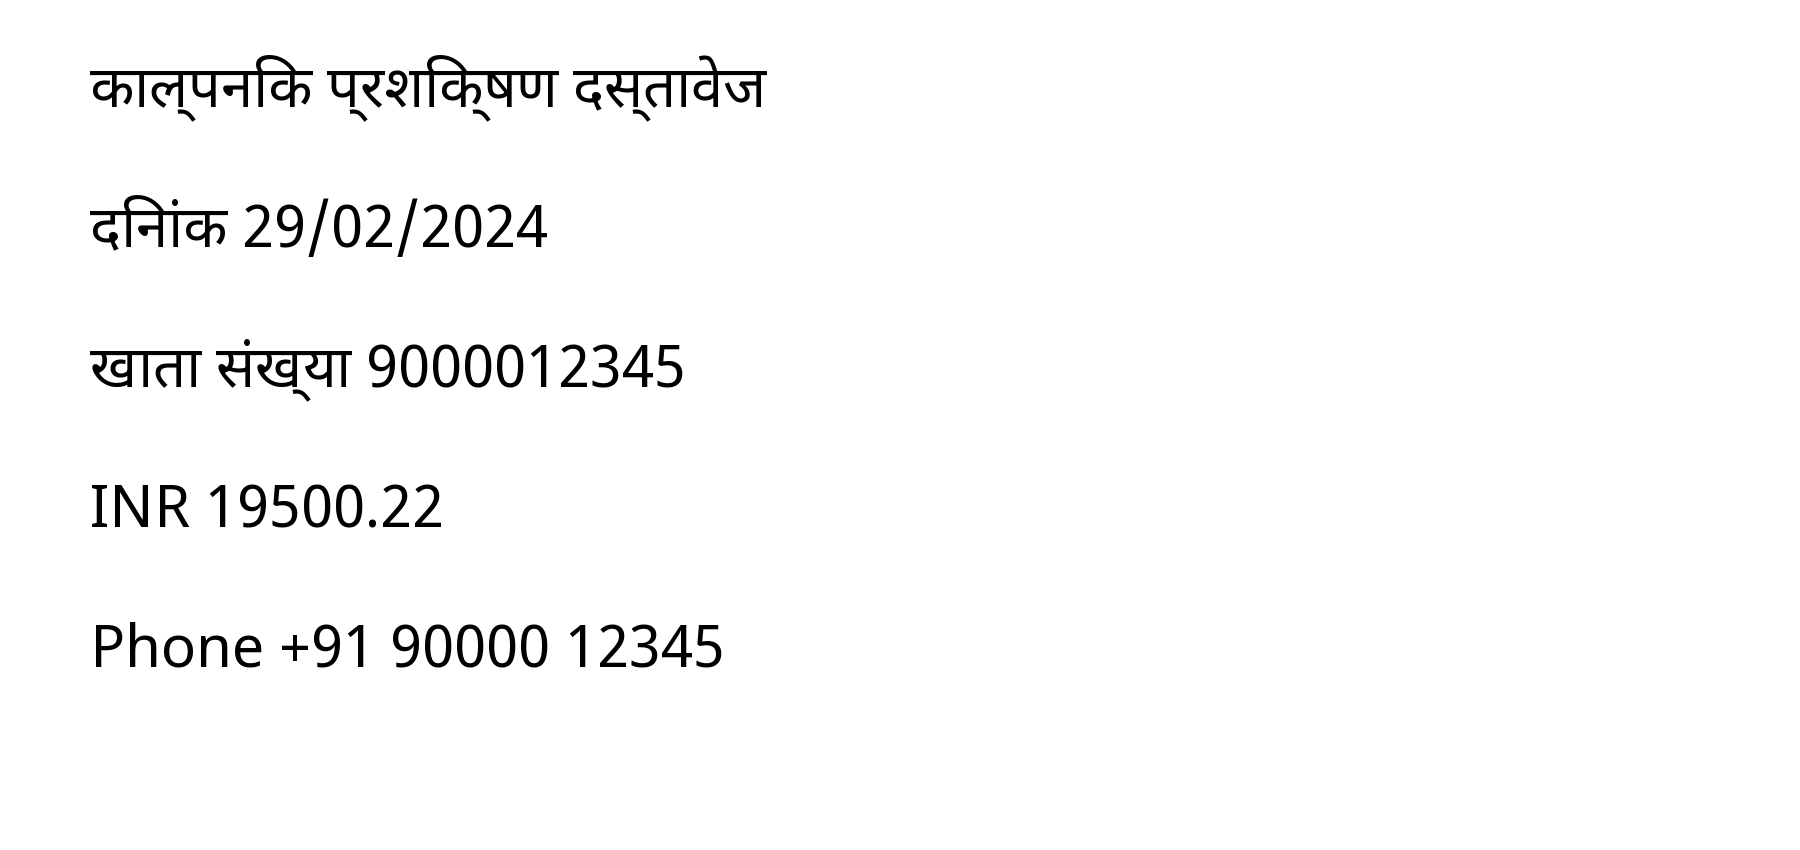 काल्पनिक प्रशिक्षण दस्तावेज
दिनांक 29/02/2024
खाता संख्या 9000012345
INR 19500.22
Phone +91 90000 12345